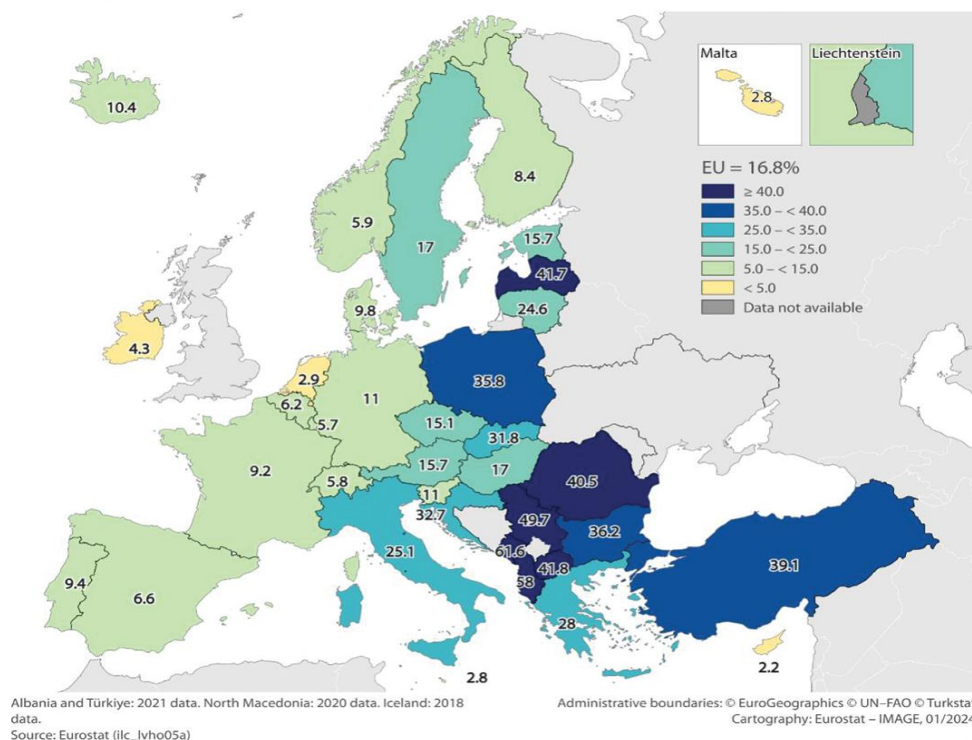 Malta
Liechtenstein
2.8
10.4
EU = 16.8%
≥ 40.0
35.0 – < 40.0
25.0 – < 35.0
15.0 – < 25.0
5.0 – < 15.0
< 5.0
Data not available
8.4
5.9
17
15.7
41.7
24.6
9.8
4.3
2.9
35.8
6.2
11
5.7
15.1
31.8
9.2
15.7
17
5.8
11
40.5
32.7
49.7
36.2
25.1
61.6
41.8
39.1
9.4
58
6.6
28
2.2
2.8
Albania and Türkiye: 2021 data. North Macedonia: 2020 data. Iceland: 2018
data.
Source: Eurostat (ilc_lvho05a)
Administrative boundaries: © EuroGeographics © UN–FAO © Turkstat
Cartography: Eurostat – IMAGE, 01/2024